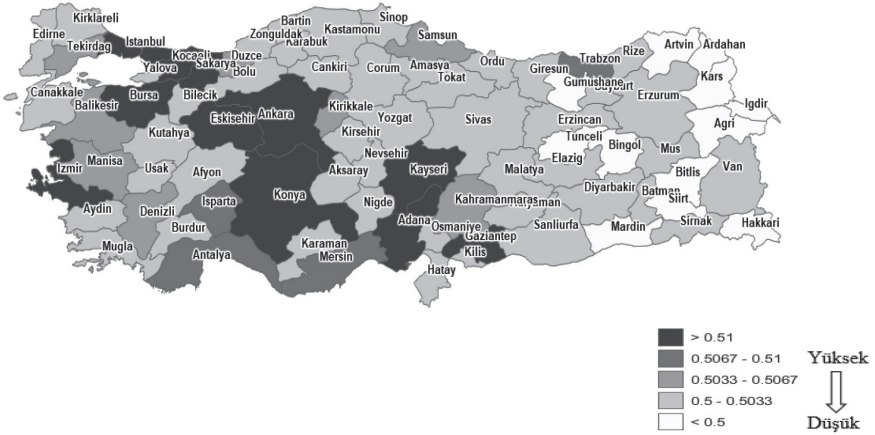 Kirklareli
Edirne
Tekirdag
Istanbul
Kocaeli
Yalova
Sakarya
Duzce
Bolu
Zonguldak
Bartin
Karabuk
Kastamonu
Sinop
Cankiri
Corum
Samsun
Amasya
Tokat
Ordu
Giresun
Gumushane
Trabzon
Bayburt
Rize
Artvin
Ardahan
Kars
Igdir
Agri
Erzurum
Erzincan
Tunceli
Bingol
Elazig
Mus
Bitlis
Van
Canakkale
Balikesir
Bursa
Bilecik
Eskisehir
Ankara
Kirikkale
Yozgat
Kirsehir
Sivas
Kutahya
Manisa
Izmir
Usak
Afyon
Konya
Aksaray
Nevsehir
Kayseri
Malatya
Diyarbakir
Batman
Siirt
Sirnak
Hakkari
Mardin
Sanliurfa
Kahramanmaras
Nigde
Adana
Osmaniye
Gaziantep
Kilis
Hatay
Aydin
Denizli
Isparta
Burdur
Mugla
Antalya
Karaman
Mersin
> 0.51
0.5067 - 0.51
0.5033 - 0.5067
0.5 - 0.5033
< 0.5
Yüksek
Düşük